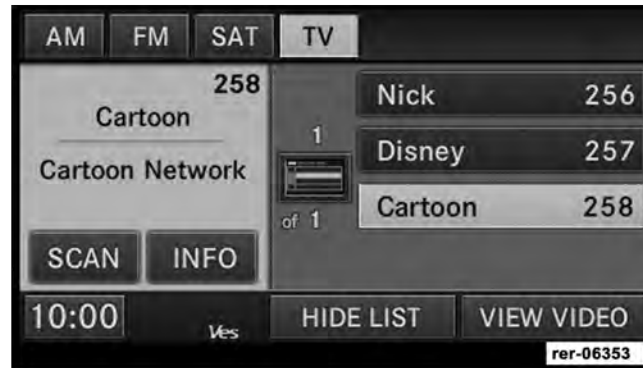 AM FM SAT TV
258
Cartoon
Cartoon Network
SCAN INFO
1
of 1
Nick 256
Disney 257
Cartoon 258
10:00 Ves HIDE LIST VIEW VIDEO
rer-06353